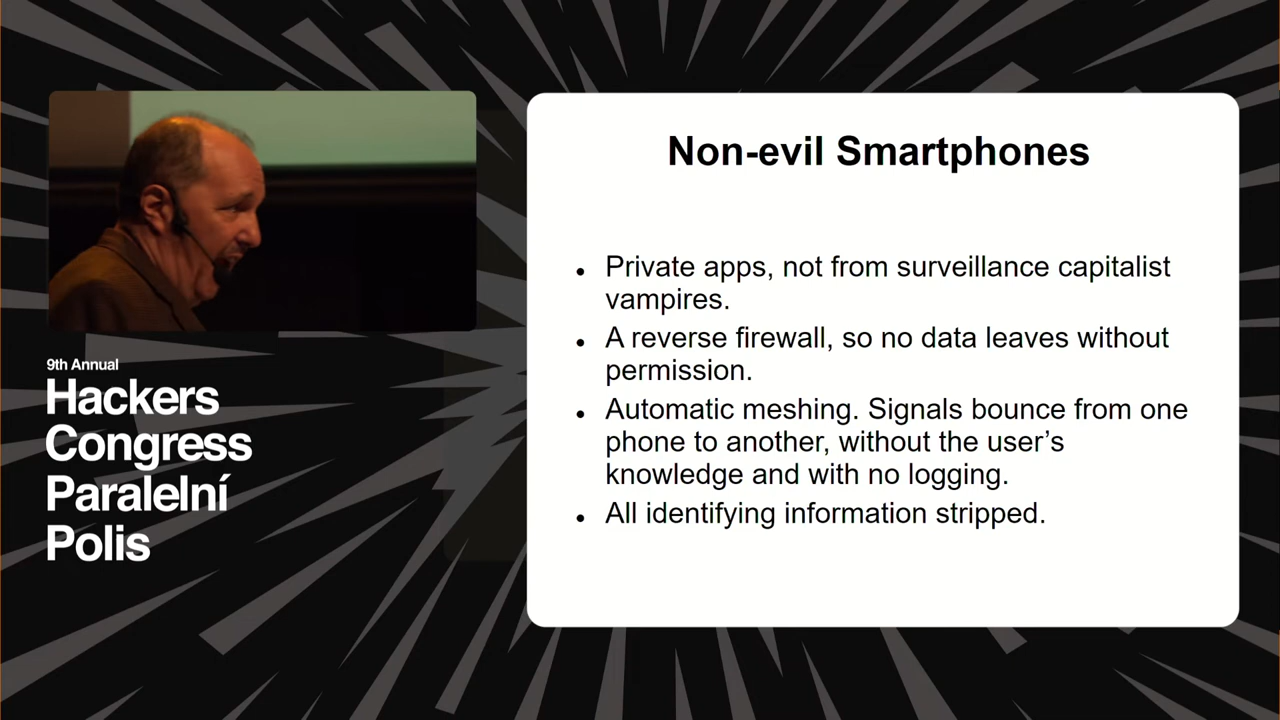 9th Annual
Hackers
Congress
Paralelní
Polis
Non-evil Smartphones
• Private apps, not from surveillance capitalist
vampires.
• A reverse firewall, so no data leaves without
permission.
• Automatic meshing. Signals bounce from one
phone to another, without the user’s
knowledge and with no logging.
• All identifying information stripped.